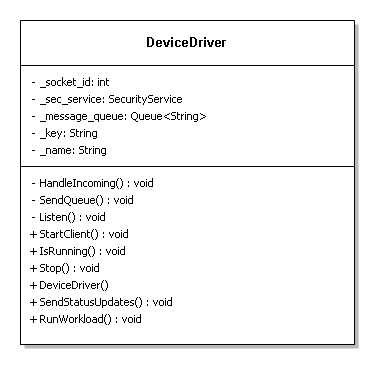 DeviceDriver
- _socket_id: int
- _sec_service: SecurityService
- _message_queue: Queue<String>
- _key: String
- _name: String
- HandleIncoming() : void
- SendQueue() : void
- Listen() : void
+ StartClient() : void
+ IsRunning() : void
+ Stop() : void
+ DeviceDriver()
+ SendStatusUpdates() : void
+ RunWorkload() : void